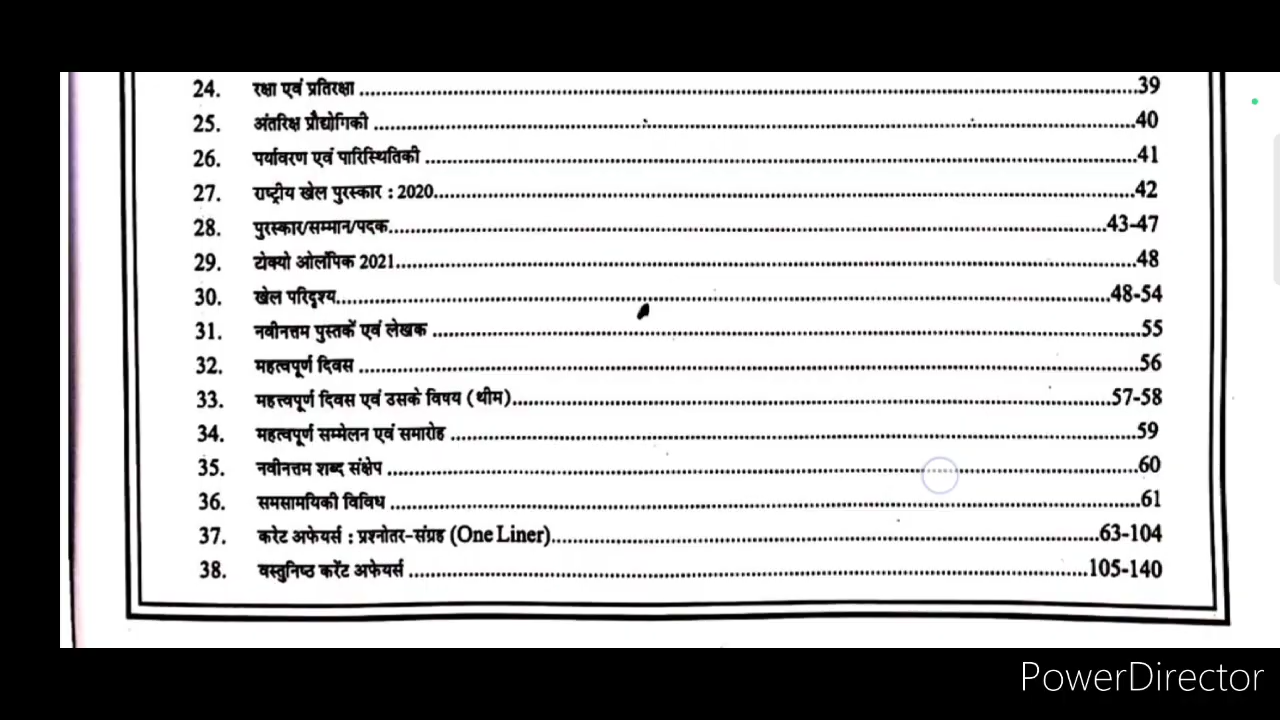 24. रक्षा एवं प्रतिरक्षा ........................................39
25. अंतरिक्ष प्रौद्योगिकी ........................................40
26. पर्यावरण एवं पारिस्थितिकी ........................................41
27. राष्ट्रीय खेल पुरस्कार : 2020........................................42
28. पुरस्कार/सम्मान/पदक........................................43-47
29. टोक्यो ओलंपिक 2021........................................48
30. खेल परिदृश्य........................................48-54
31. नवीनत्तम पुस्तकें एवं लेखक ........................................55
32. महत्वपूर्ण दिवस ........................................56
33. महत्त्वपूर्ण दिवस एवं उसके विषय (थीम)........................................57-58
34. महत्वपूर्ण सम्मेलन एवं समारोह ........................................59
35. नवीनत्तम शब्द संक्षेप ........................................60
36. समसामयिकी विविध ........................................61
37. करेट अफेयर्स : प्रश्नोतर-संग्रह (One Liner)........................................63-104
38. वस्तुनिष्ठ करेंट अफेयर्स ........................................105-140
PowerDirector